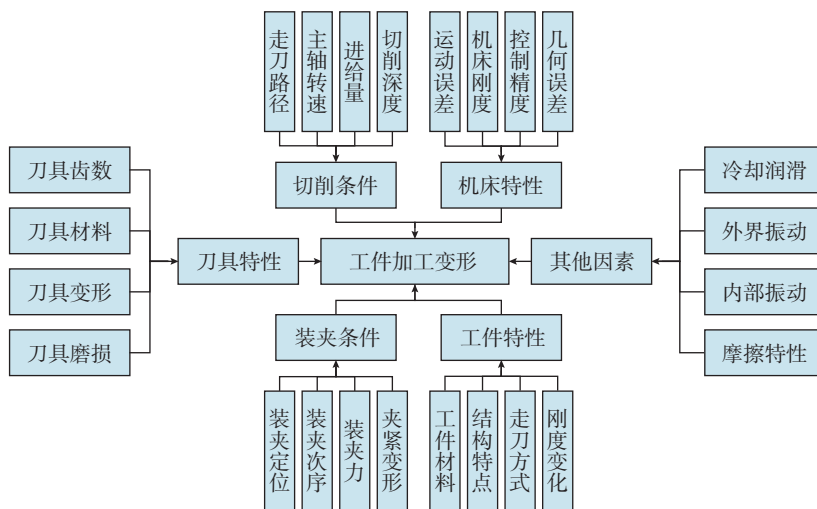 走刀路径
主轴转速
进给量
切削深度
运动误差
机床刚度
控制精度
几何误差
切削条件
机床特性
刀具齿数
刀具材料
刀具变形
刀具磨损
刀具特性
工件加工变形
其他因素
冷却润滑
外界振动
内部振动
摩擦特性
装夹条件
工件特性
装夹定位
装夹次序
装夹力
夹紧变形
工件材料
结构特点
走刀方式
刚度变化